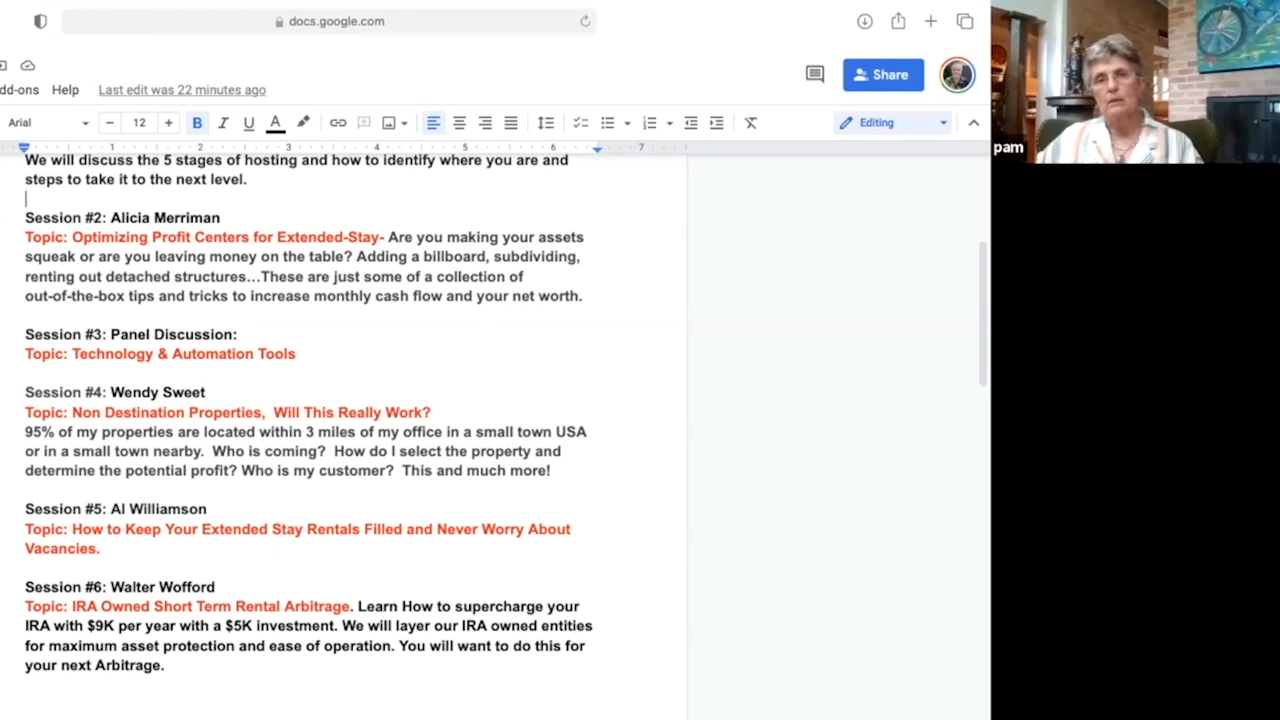 docs.google.com
dd-ons Help Last edit was 22 minutes ago
Share
Arial 12 B I U A Editing
1 2 3 4 5 6 7
We will discuss the 5 stages of hosting and how to identify where you are and
steps to take it to the next level.
Session #2: Alicia Merriman
Topic: Optimizing Profit Centers for Extended-Stay- Are you making your assets
squeak or are you leaving money on the table? Adding a billboard, subdividing,
renting out detached structures…These are just some of a collection of
out-of-the-box tips and tricks to increase monthly cash flow and your net worth.
Session #3: Panel Discussion:
Topic: Technology & Automation Tools
Session #4: Wendy Sweet
Topic: Non Destination Properties,  Will This Really Work?
95% of my properties are located within 3 miles of my office in a small town USA
or in a small town nearby.  Who is coming?  How do I select the property and
determine the potential profit? Who is my customer?  This and much more!
Session #5: Al Williamson
Topic: How to Keep Your Extended Stay Rentals Filled and Never Worry About
Vacancies.
Session #6: Walter Wofford
Topic: IRA Owned Short Term Rental Arbitrage. Learn How to supercharge your
IRA with $9K per year with a $5K investment. We will layer our IRA owned entities
for maximum asset protection and ease of operation. You will want to do this for
your next Arbitrage.
pam